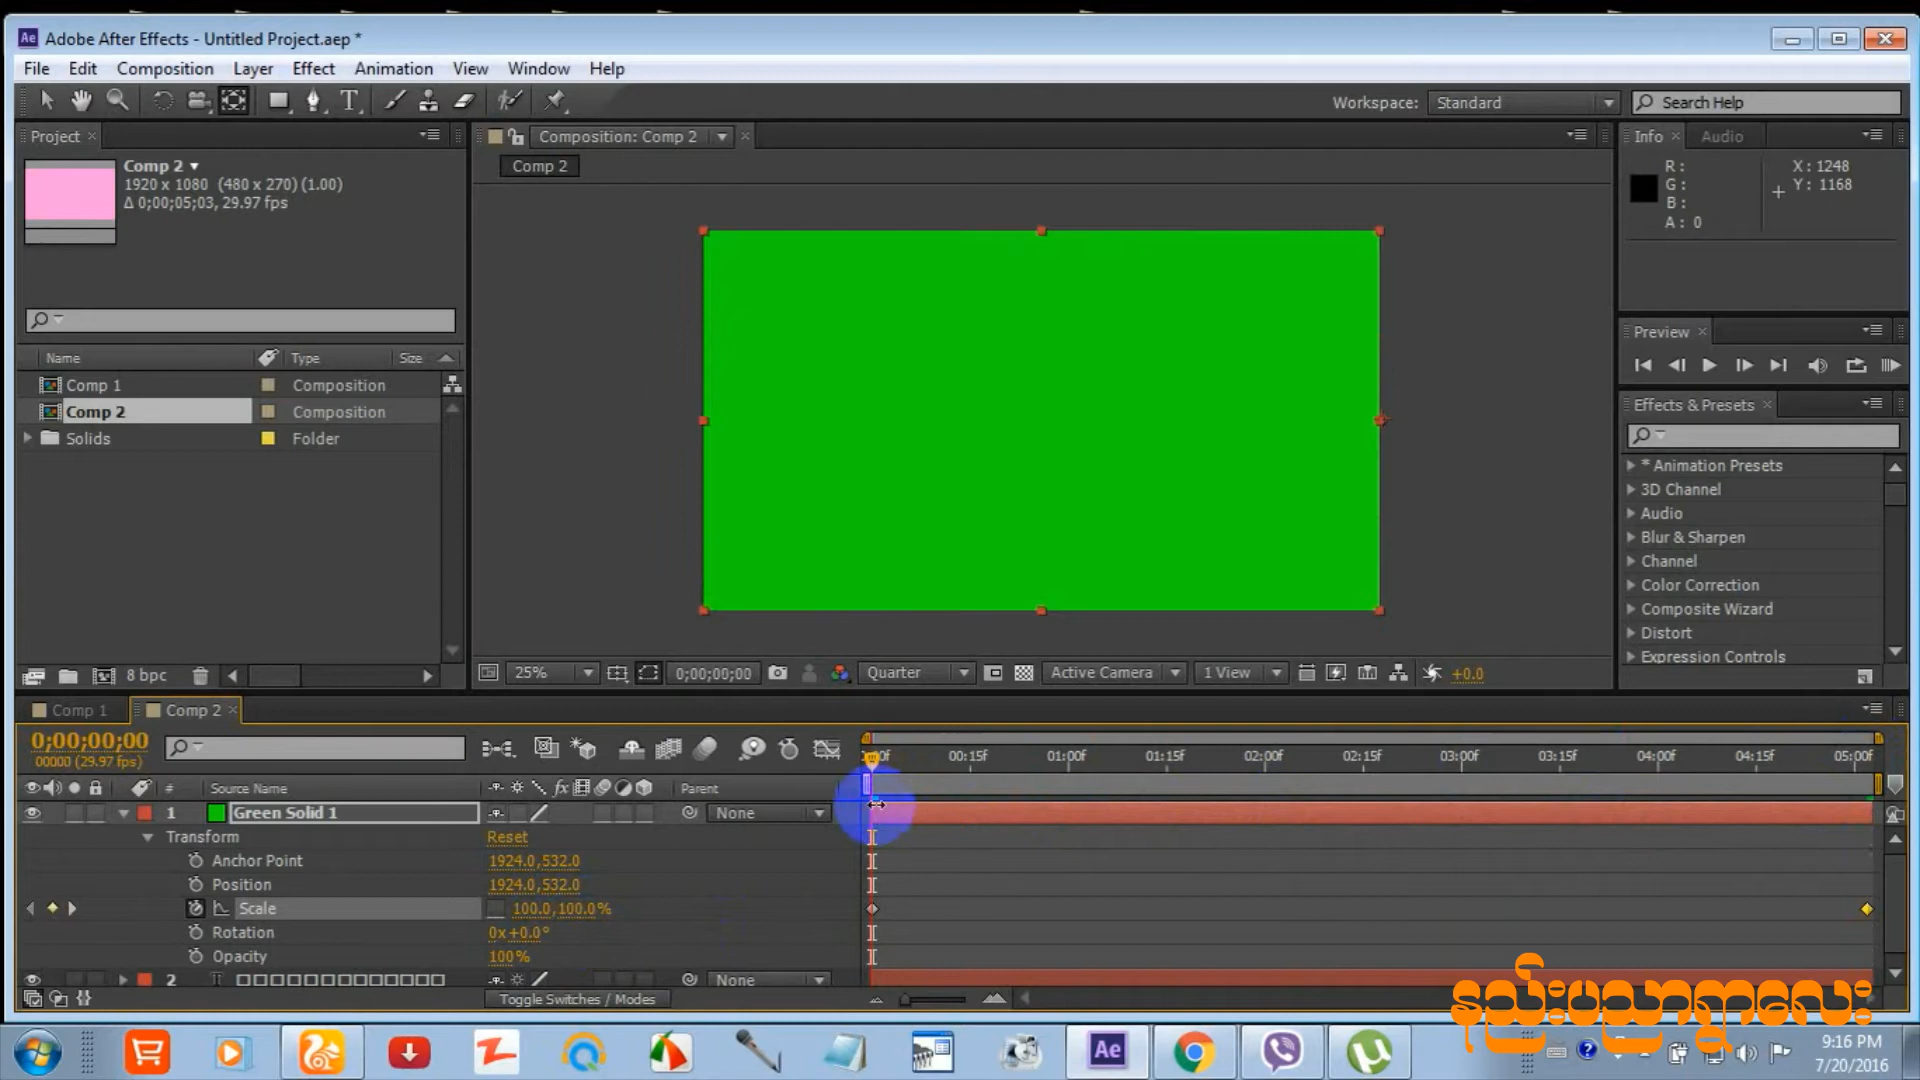 Adobe After Effects - Untitled Project.aep *
File Edit Composition Layer Effect Animation View Window Help
Workspace: Standard Search Help
Project
Comp 2
1920 x 1080 (480 x 270) (1.00)
Δ 0;00;05;03, 29.97 fps
Name Type Size
Comp 1 Composition
Comp 2 Composition
Solids Folder
8 bpc
Composition: Comp 2
Comp 2
25% 0;00;00;00 Quarter Active Camera 1 View +0.0
Info Audio
R: X: 1248
G: Y: 1168
B:
A: 0
Preview
Effects & Presets
* Animation Presets
3D Channel
Audio
Blur & Sharpen
Channel
Color Correction
Composite Wizard
Distort
Expression Controls
Comp 1 Comp 2
0;00;00;00
00000 (29.97 fps)
00f 00:15f 01:00f 01:15f 02:00f 02:15f 03:00f 03:15f 04:00f 04:15f 05:00f
# Source Name fx Parent
1 Green Solid 1 None
Transform Reset
Anchor Point 1924.0,532.0
Position 1924.0,532.0
Scale 100.0,100.0%
Rotation 0x+0.0°
Opacity 100%
2 T None
Toggle Switches / Modes
Ae
9:16 PM
7/20/2016